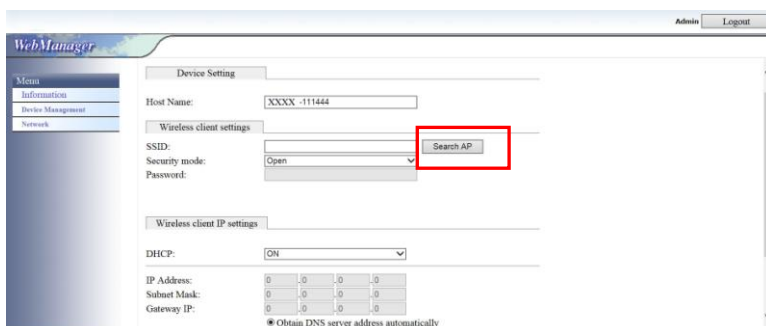 Admin Logout
WebManager
Menu
Information
Device Management
Network
Device Setting
Host Name: XXXX -111444
Wireless client settings
SSID: Search AP
Security mode: Open
Password:
Wireless client IP settings
DHCP: ON
IP Address: 0 .0 .0 .0
Subnet Mask: 0 .0 .0 .0
Gateway IP: 0 .0 .0 .0
Obtain DNS server address automatically